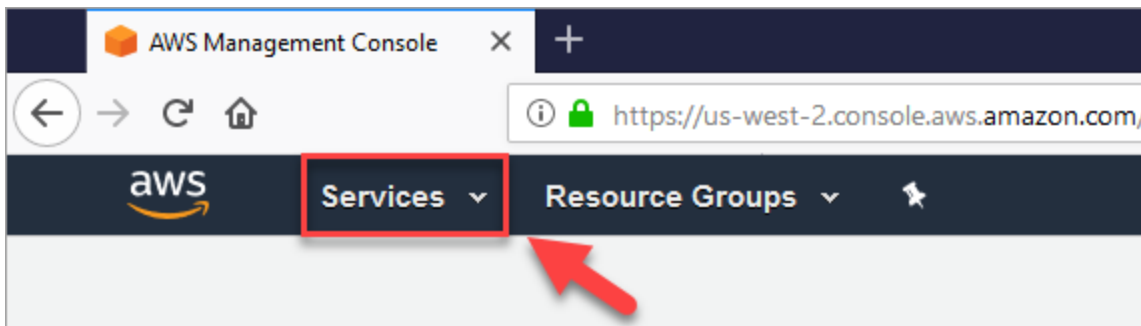 AWS Management Console
https://us-west-2.console.aws.amazon.com/
aws Services Resource Groups